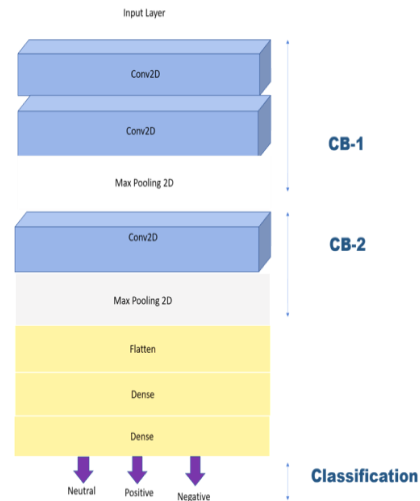 Input Layer
Conv2D
Conv2D
CB-1
Max Pooling 2D
Conv2D
CB-2
Max Pooling 2D
Flatten
Dense
Dense
Classification
Neutral
Positive
Negative